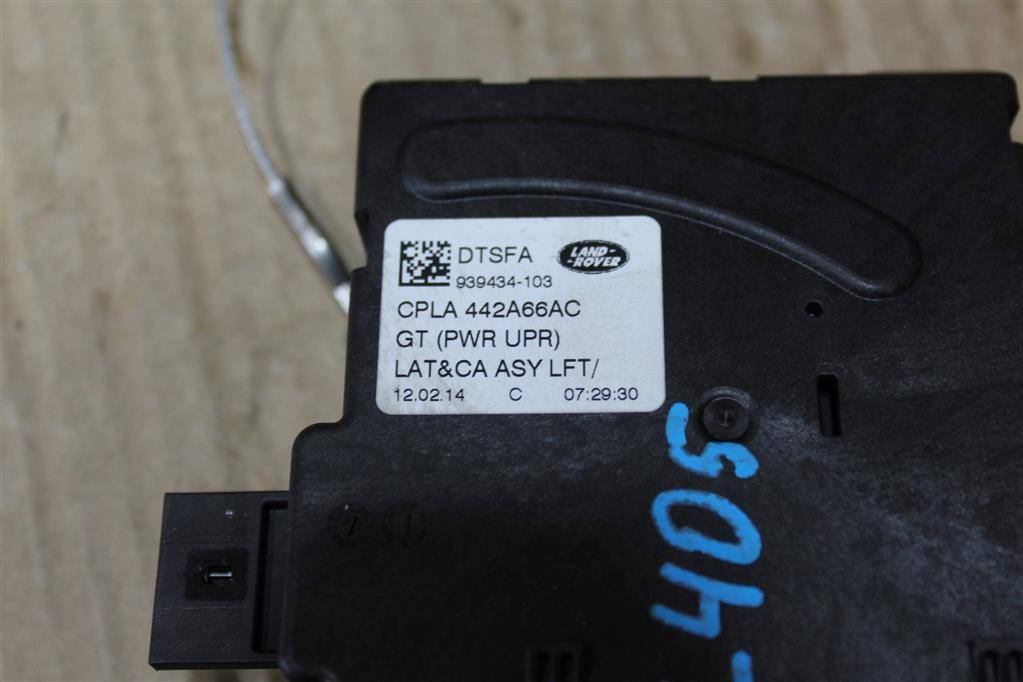 DTSFA LAND-ROVER
939434-103
CPLA 442A66AC
GT (PWR UPR)
LAT&CA ASY LFT/
12.02.14 C 07:29:30
-405